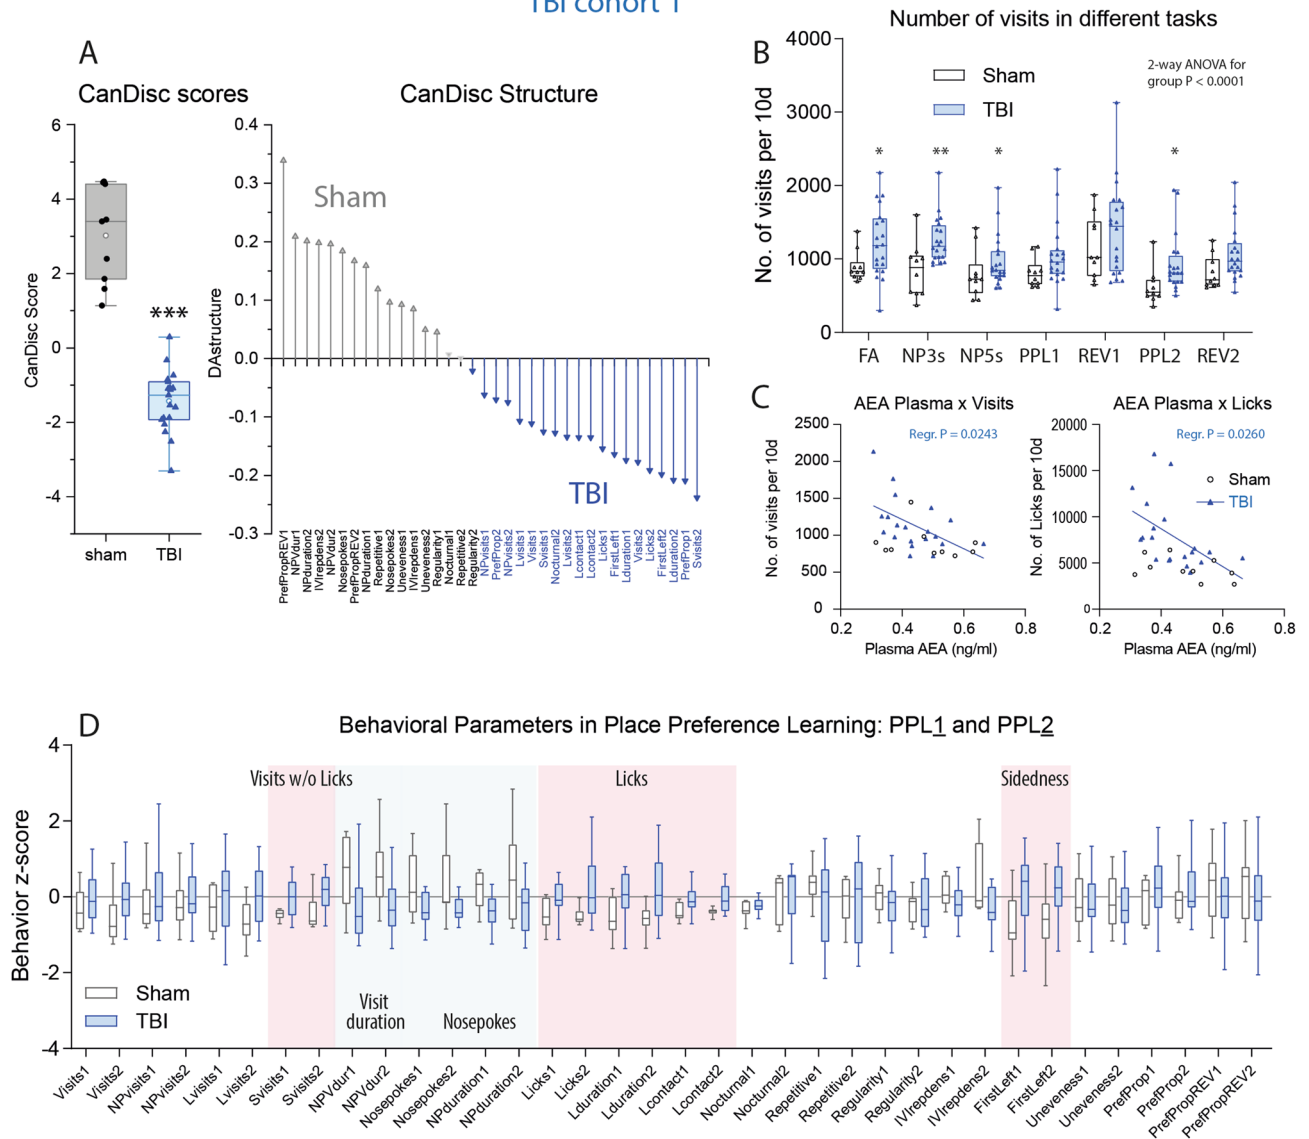 TBI cohort 1
A
CanDisc scores
CanDisc Structure
CanDisc Score
6
4
2
0
-2
-4
***
sham
TBI
DAstructure
0.4
0.3
0.2
0.1
0.0
-0.1
-0.2
-0.3
Sham
TBI
PrefPropREV1
NPVdur1
NPduration2
IVIrepdens2
NPVdur2
Nosepokes1
PrefPropREV2
NPduration1
Repetitive1
Nosepokes2
Uneveness1
IVIrepdens1
Uneveness2
Regularity1
Nocturnal1
Repetitive2
Regularity2
NPvisits1
PrefProp2
NPvisits2
Lvisits1
Visits1
Svisits1
Nocturnal2
Lvisits2
Lcontact1
Lcontact2
Licks1
FirstLeft1
Lduration1
Visits2
Licks2
FirstLeft2
Lduration2
PrefProp1
Svisits2
B
Number of visits in different tasks
No. of visits per 10d
4000
3000
2000
1000
0
Sham
TBI
2-way ANOVA for
group P < 0.0001
*
**
*
*
FA
NP3s
NP5s
PPL1
REV1
PPL2
REV2
C
AEA Plasma x Visits
Regr. P = 0.0243
No. of visits per 10d
2500
2000
1500
1000
500
0
0.2
0.4
0.6
0.8
Plasma AEA (ng/ml)
AEA Plasma x Licks
Regr. P = 0.0260
No. of Licks per 10d
20000
15000
10000
5000
0
Sham
TBI
0.2
0.4
0.6
0.8
Plasma AEA (ng/ml)
D
Behavioral Parameters in Place Preference Learning: PPL1 and PPL2
Behavior z-score
4
2
0
-2
-4
Visits w/o Licks
Licks
Sidedness
Sham
TBI
Visit
duration
Nosepokes
Visits1
Visits2
NPvisits1
NPvisits2
Lvisits1
Lvisits2
Svisits1
Svisits2
NPVdur1
NPVdur2
Nosepokes1
Nosepokes2
NPduration1
NPduration2
Licks1
Licks2
Lduration1
Lduration2
Lcontact1
Lcontact2
Nocturnal1
Nocturnal2
Repetitive1
Repetitive2
Regularity1
Regularity2
IVIrepdens1
IVIrepdens2
FirstLeft1
FirstLeft2
Uneveness1
Uneveness2
PrefProp1
PrefProp2
PrefPropREV1
PrefPropREV2